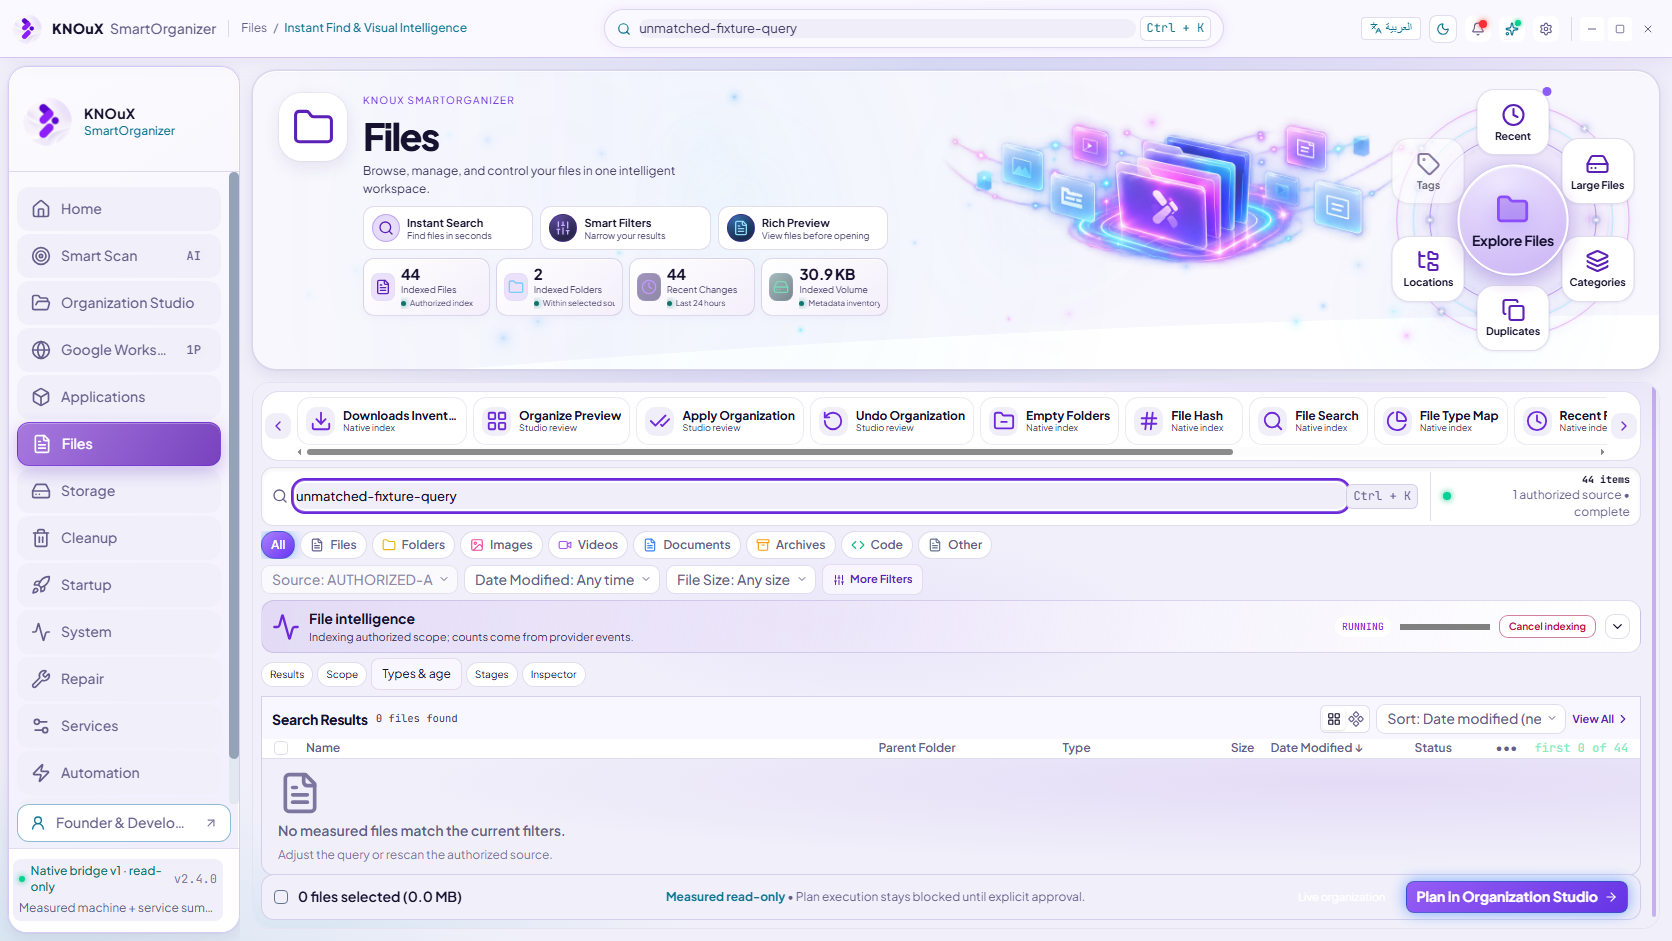 KNOuX SmartOrganizer
Files / Instant Find & Visual Intelligence
unmatched-fixture-query
Ctrl + K
العربية
KNOuX
SmartOrganizer
Home
Smart Scan AI
Organization Studio
Google Works... 1P
Applications
Files
Storage
Cleanup
Startup
System
Repair
Services
Automation
Founder & Develo...
Native bridge v1 · read-only
v2.4.0
Measured machine + service sum...
KNOUX SMARTORGANIZER
Files
Browse, manage, and control your files in one intelligent
workspace.
Instant Search
Find files in seconds
Smart Filters
Narrow your results
Rich Preview
View files before opening
44
Indexed Files
Authorized index
2
Indexed Folders
Within selected sou
44
Recent Changes
Last 24 hours
30.9 KB
Indexed Volume
Metadata inventory
Recent
Tags
Large Files
Explore Files
Locations
Categories
Duplicates
Downloads Invent...
Native index
Organize Preview
Studio review
Apply Organization
Studio review
Undo Organization
Studio review
Empty Folders
Native index
File Hash
Native index
File Search
Native index
File Type Map
Native index
Recent F
Native inde
unmatched-fixture-query
Ctrl + K
44 items
1 authorized source •
complete
All
Files
Folders
Images
Videos
Documents
Archives
Code
Other
Source: AUTHORIZED-A
Date Modified: Any time
File Size: Any size
More Filters
File intelligence
Indexing authorized scope; counts come from provider events.
RUNNING
Cancel indexing
Results
Scope
Types & age
Stages
Inspector
Search Results 0 files found
Sort: Date modified (ne
View All
Name Parent Folder Type Size Date Modified ↓ Status ••• first 0 of 44
No measured files match the current filters.
Adjust the query or rescan the authorized source.
0 files selected (0.0 MB)
Measured read-only • Plan execution stays blocked until explicit approval.
Live organization
Plan in Organization Studio →